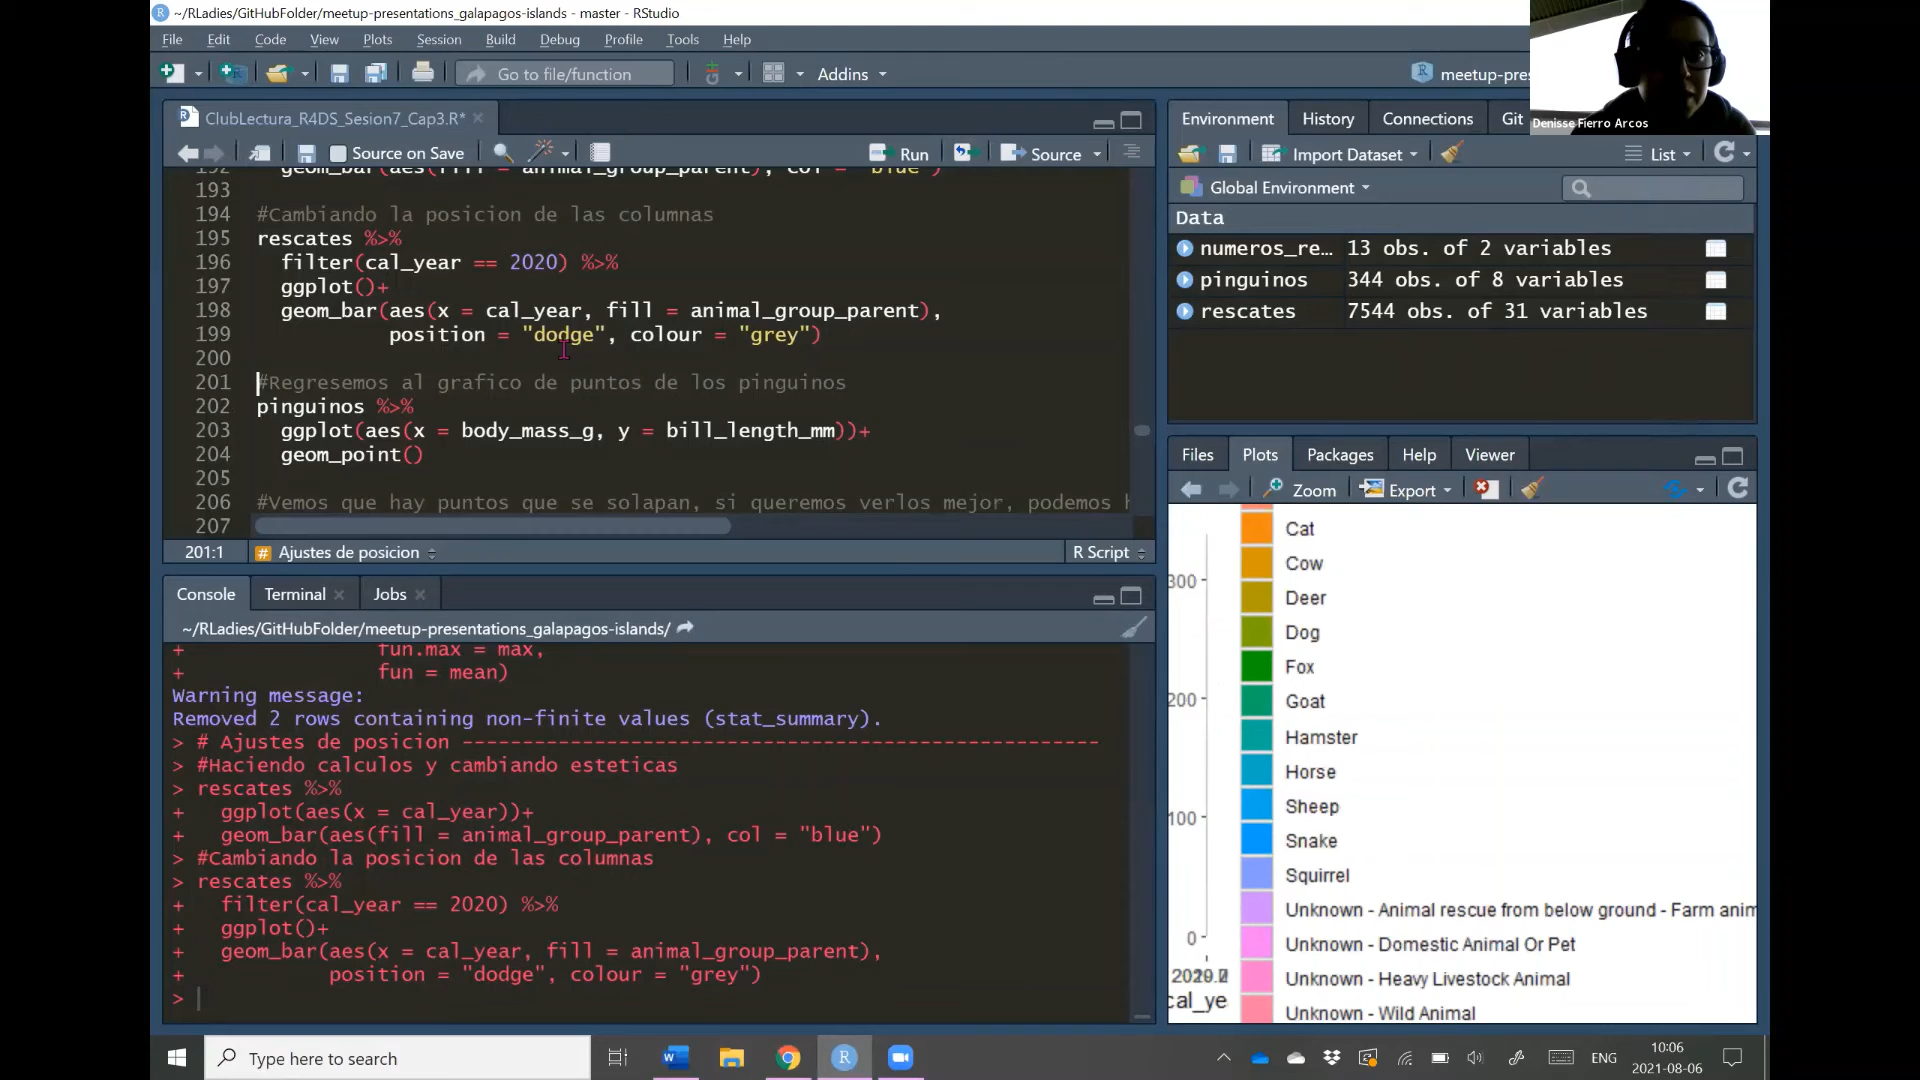 ~/RLadies/GitHubFolder/meetup-presentations_galapagos-islands - master - RStudio
File Edit Code View Plots Session Build Debug Profile Tools Help
Go to file/function
Addins
meetup-pres
Denisse Fierro Arcos
ClubLectura_R4DS_Sesion7_Cap3.R*
Source on Save
Run
Source
192 geom_bar(aes(fill = animal_group_parent), col = "blue")
193
194 #Cambiando la posicion de las columnas
195 rescates %>%
196 filter(cal_year == 2020) %>%
197 ggplot()+
198 geom_bar(aes(x = cal_year, fill = animal_group_parent),
199 position = "dodge", colour = "grey")
200
201 #Regresemos al grafico de puntos de los pinguinos
202 pinguinos %>%
203 ggplot(aes(x = body_mass_g, y = bill_length_mm))+
204 geom_point()
205
206 #Vemos que hay puntos que se solapan, si queremos verlos mejor, podemos h
207
201:1 # Ajustes de posicion R Script
Console Terminal Jobs
~/RLadies/GitHubFolder/meetup-presentations_galapagos-islands/
+ fun.max = max,
+ fun = mean)
Warning message:
Removed 2 rows containing non-finite values (stat_summary).
> # Ajustes de posicion -----------------------------------------------------
> #Haciendo calculos y cambiando esteticas
> rescates %>%
+ ggplot(aes(x = cal_year))+
+ geom_bar(aes(fill = animal_group_parent), col = "blue")
> #Cambiando la posicion de las columnas
> rescates %>%
+ filter(cal_year == 2020) %>%
+ ggplot()+
+ geom_bar(aes(x = cal_year, fill = animal_group_parent),
+ position = "dodge", colour = "grey")
>
Environment History Connections Git
Import Dataset
List
Global Environment
Data
numeros_re... 13 obs. of 2 variables
pinguinos 344 obs. of 8 variables
rescates 7544 obs. of 31 variables
Files Plots Packages Help Viewer
Zoom Export
Cat
Cow
300
Deer
Dog
Fox
200
Goat
Hamster
Horse
Sheep
100
Snake
Squirrel
Unknown - Animal rescue from below ground - Farm anim
0
Unknown - Domestic Animal Or Pet
Unknown - Heavy Livestock Animal
cal_ye
Unknown - Wild Animal
Type here to search
ENG
10:06
2021-08-06